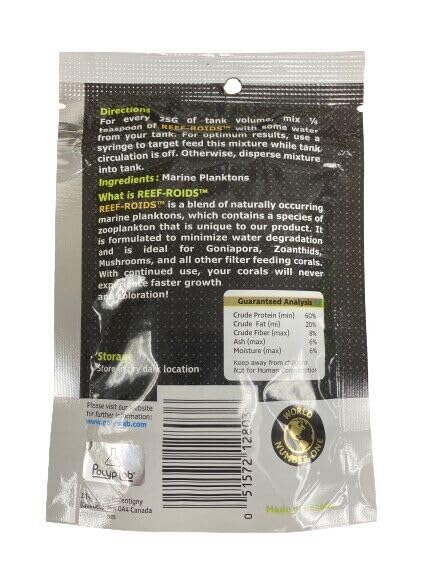 Directions
For every 25G of tank volume, mix ¼
teaspoon of REEF-ROIDS™ with some water
from your tank. For optimum results, use a
syringe to target feed this mixture while tank
circulation is off. Otherwise, disperse mixture
into tank.
Ingredients: Marine Planktons
What is REEF-ROIDS™
REEF-ROIDS™ is a blend of naturally occurring
marine planktons, which contains a species of
zooplankton that is unique to our product. It
is formulated to minimize water degradation
and is ideal for Goniapora, Zoanthids,
Mushrooms, and all other filter feeding corals.
With continued use, your corals will never
experience faster growth
and coloration!
Guaranteed Analysis
Crude Protein (min) 60%
Crude Fat (mi) 20%
Crude Fiber (max) 8%
Ash (max) 6%
Moisture (max) 6%
Keep away from
Not for Human
Storage
Store in dry dark location
Please visit our website
for further information:
www.polyplab.com
PolypLab
0A4 Canada
WORLD
NUMBER ONE
0 51572 12803
Made in